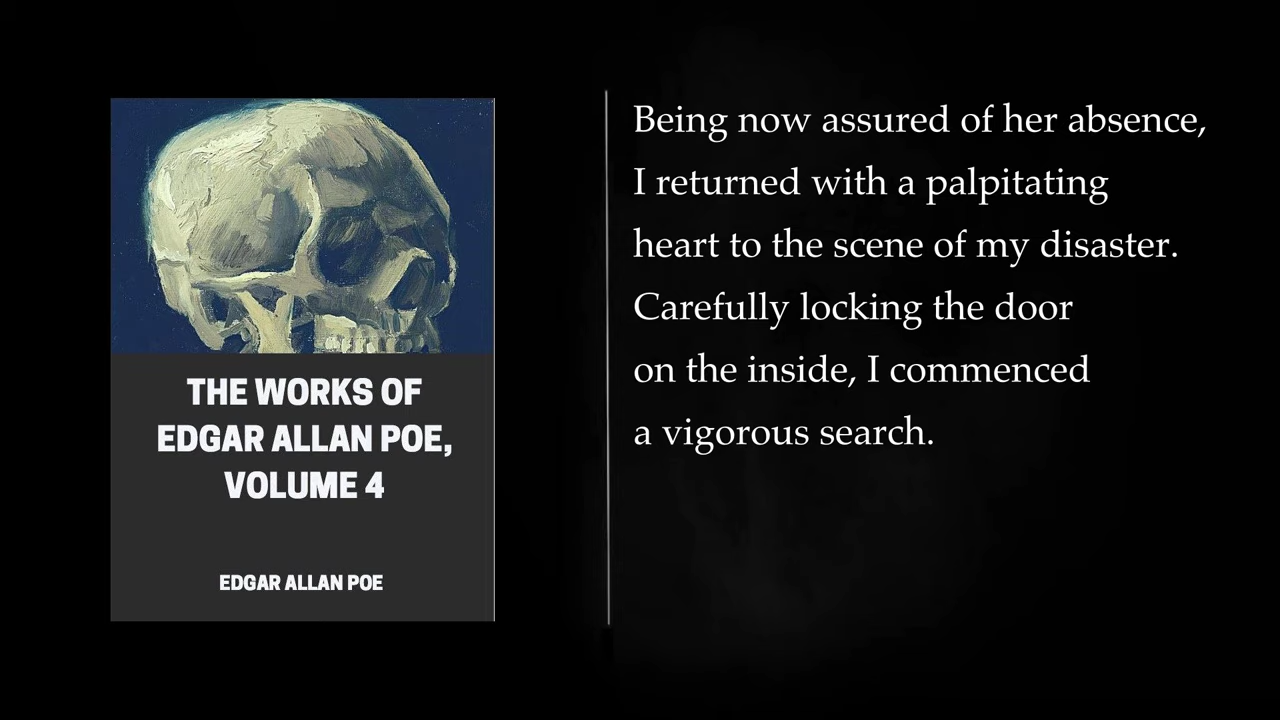 THE WORKS OF
EDGAR ALLAN POE,
VOLUME 4
EDGAR ALLAN POE
Being now assured of her absence,
I returned with a palpitating
heart to the scene of my disaster.
Carefully locking the door
on the inside, I commenced
a vigorous search.